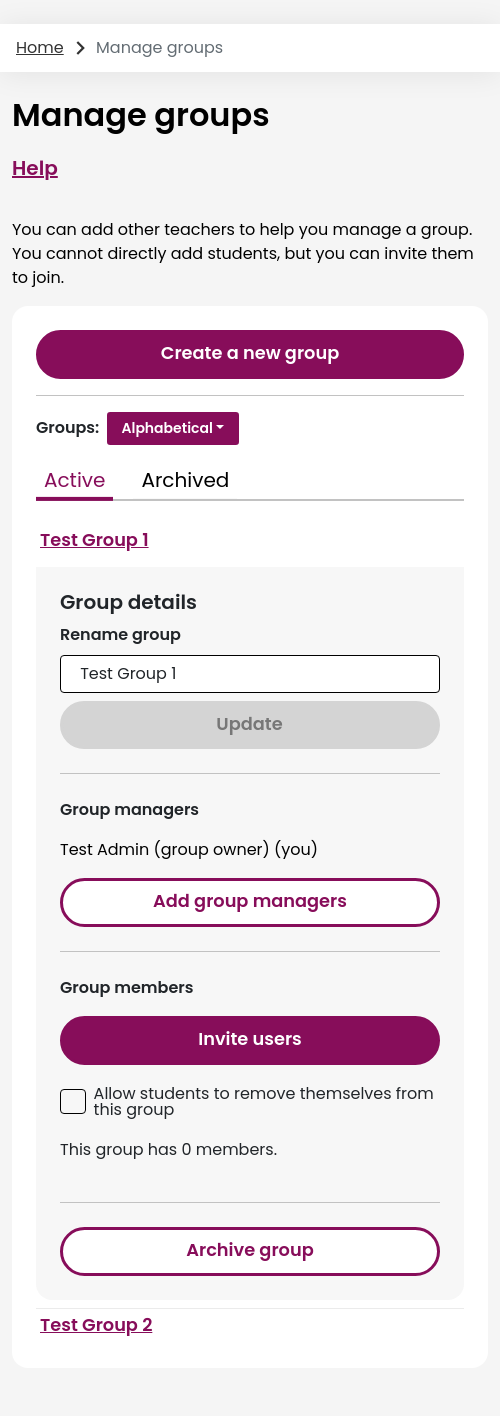 Home Manage groups
Manage groups
Help
You can add other teachers to help you manage a group.
You cannot directly add students, but you can invite them
to join.
Create a new group
Groups: Alphabetical
Active Archived
Test Group 1
Group details
Rename group
Test Group 1
Update
Group managers
Test Admin (group owner) (you)
Add group managers
Group members
Invite users
Allow students to remove themselves from
this group
This group has 0 members.
Archive group
Test Group 2